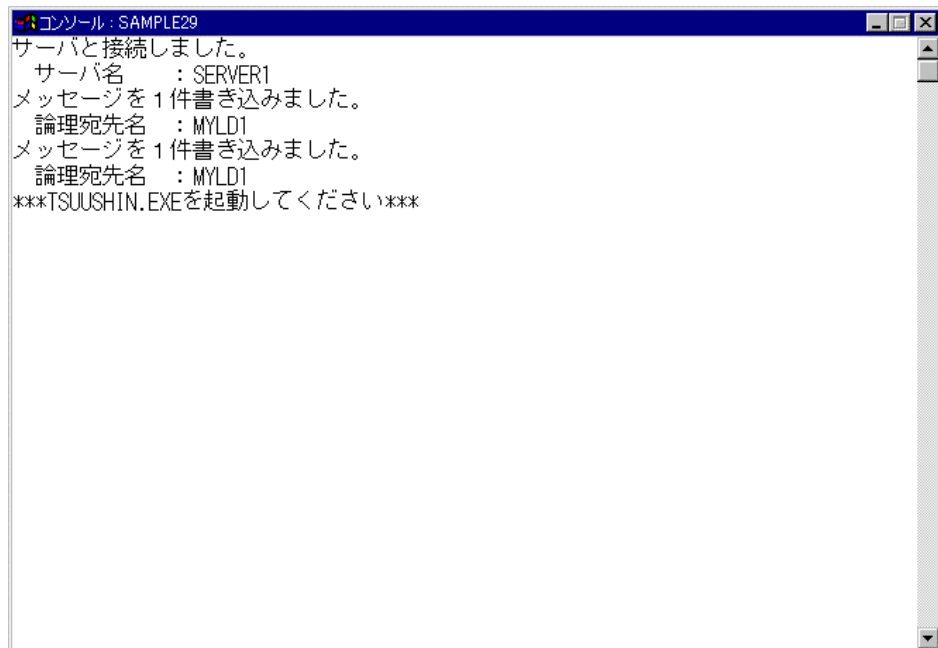 コンソール : SAMPLE29
サーバと接続しました。
サーバ名　　: SERVER1
メッセージを１件書き込みました。
論理宛先名　: MYLD1
メッセージを１件書き込みました。
論理宛先名　: MYLD1
***TSUUSHIN.EXEを起動してください***